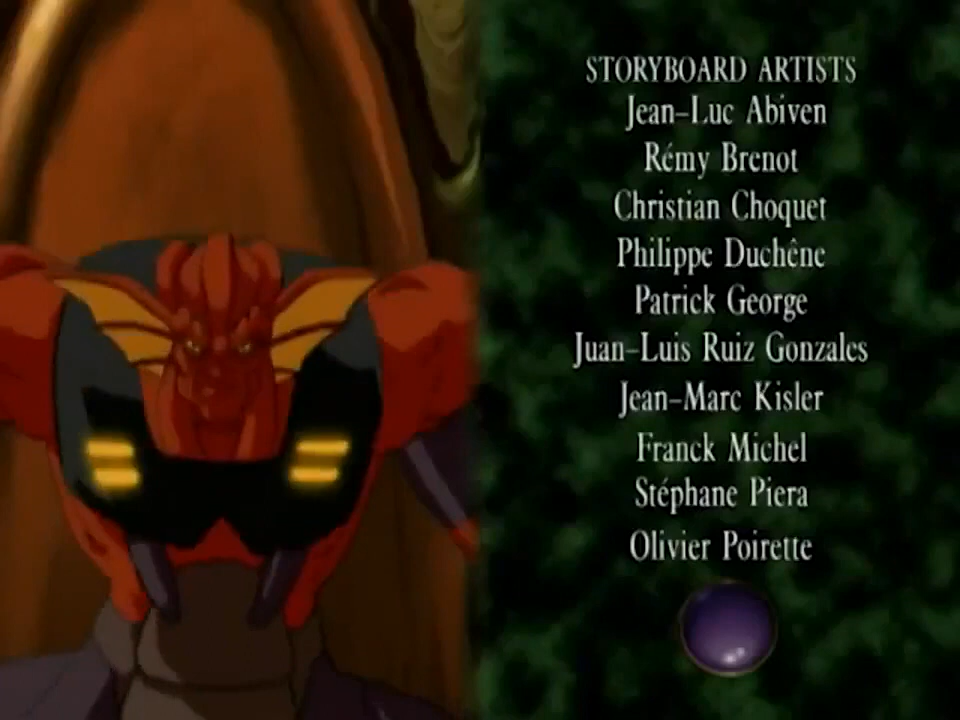 STORYBOARD ARTISTS
Jean-Luc Abiven
Rémy Brenot
Christian Choquet
Philippe Duchêne
Patrick George
Juan-Luis Ruiz Gonzales
Jean-Marc Kisler
Franck Michel
Stéphane Piera
Olivier Poirette